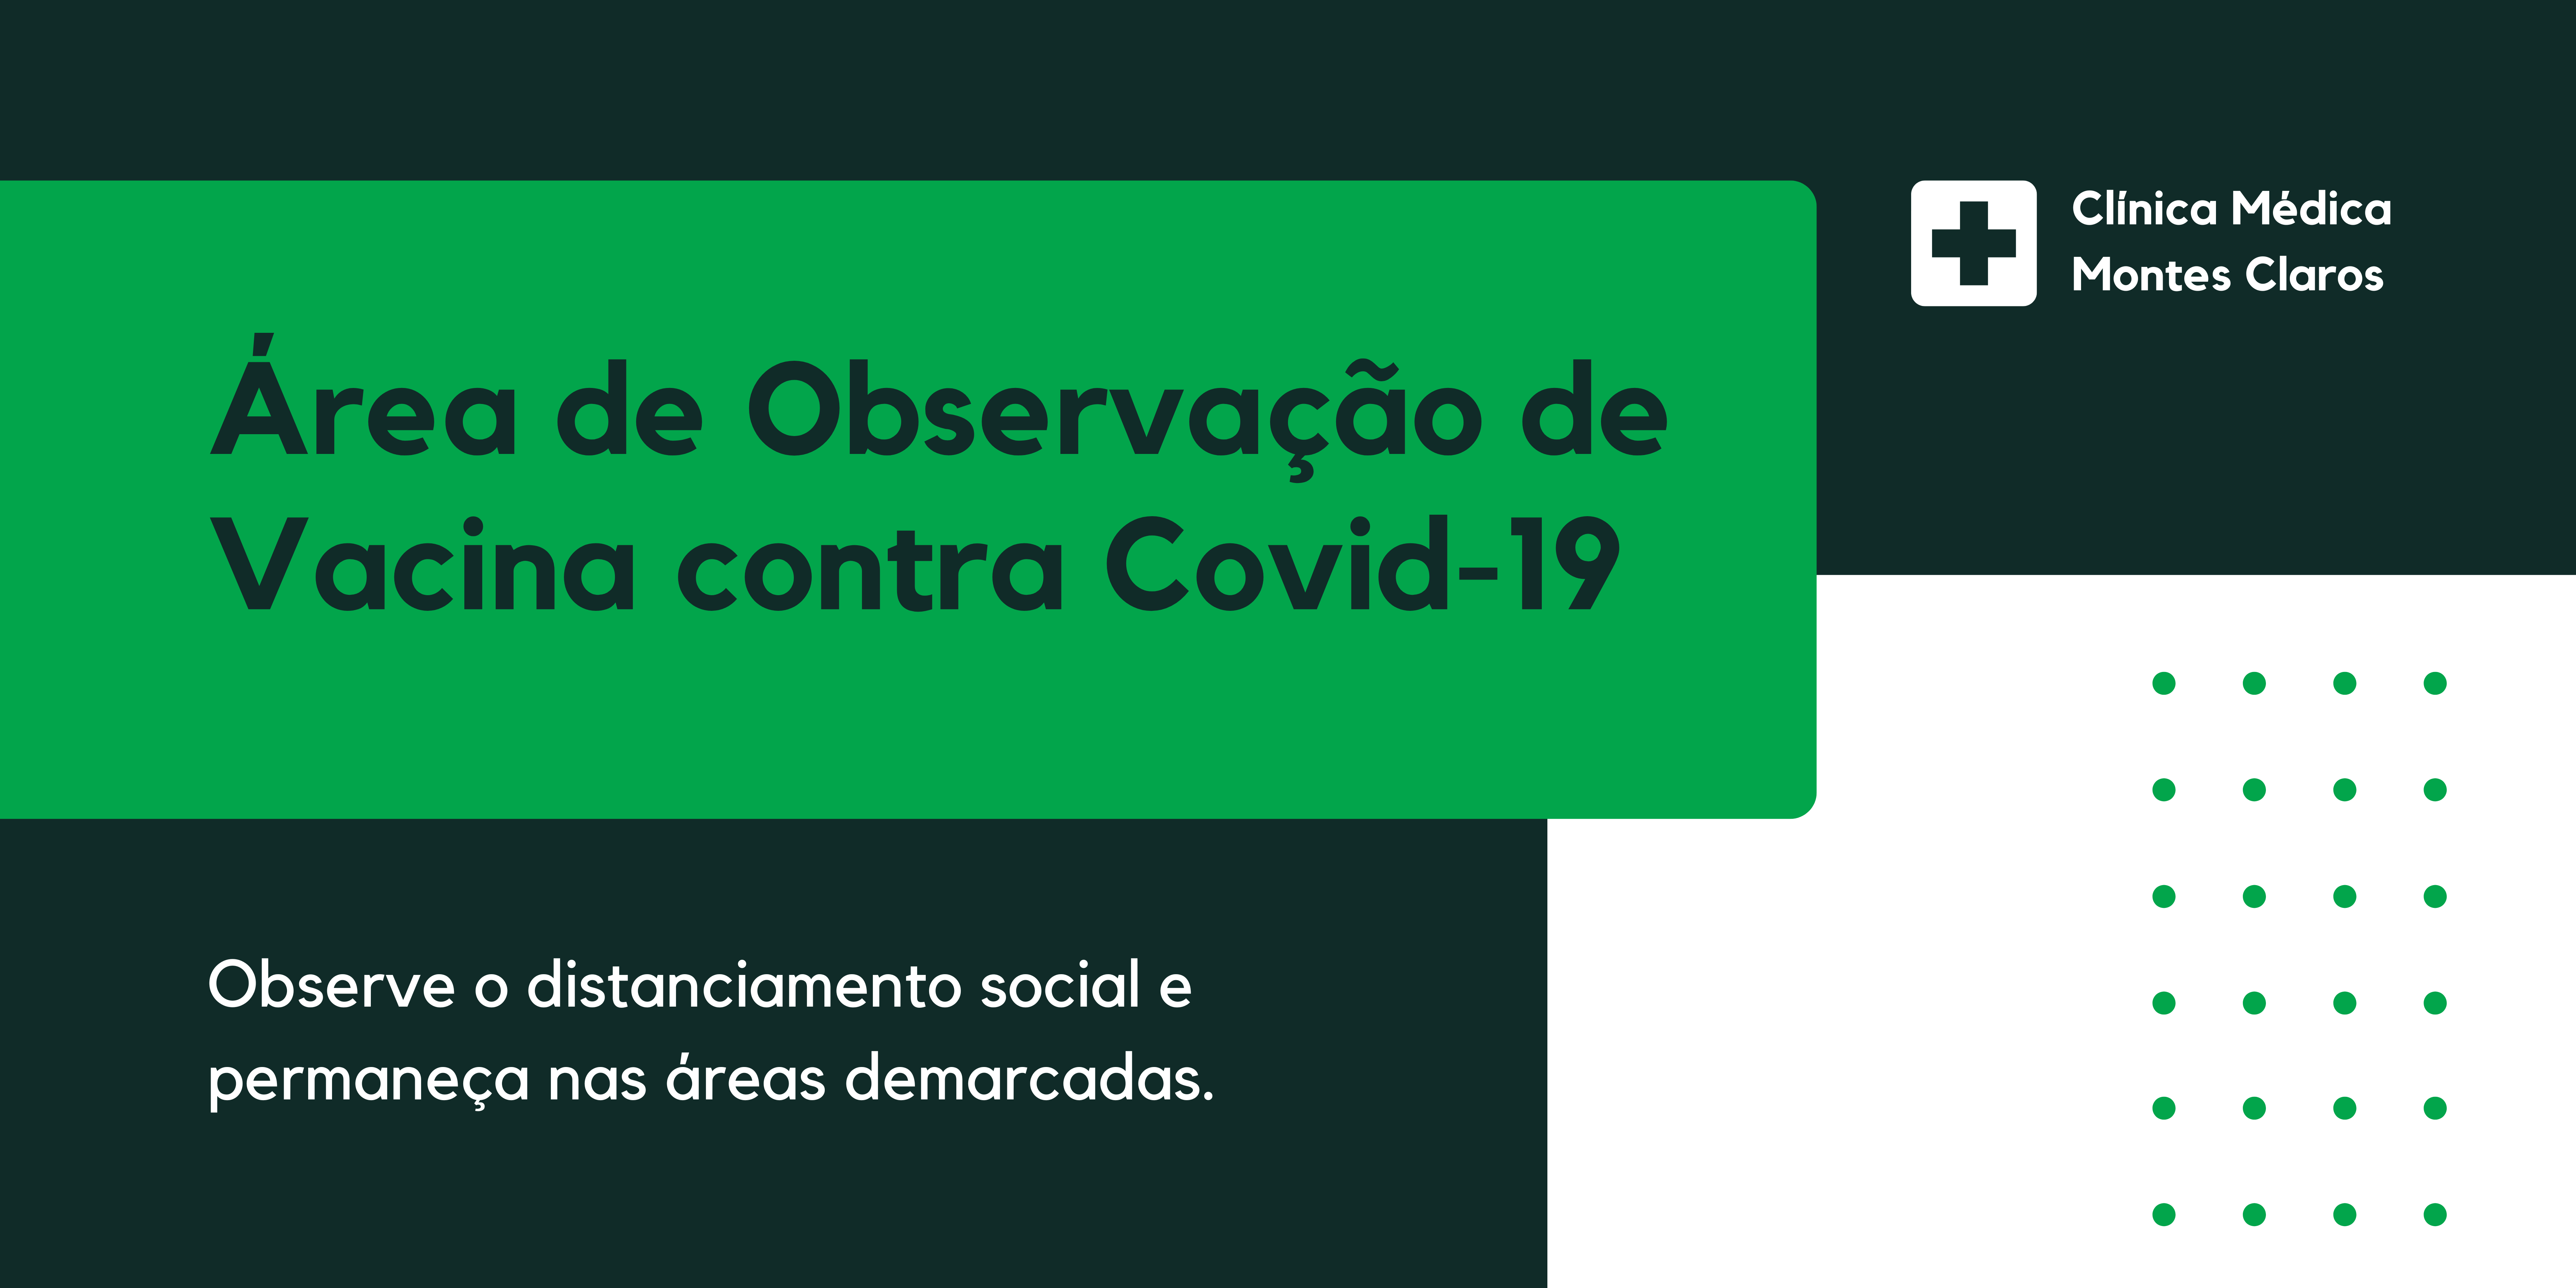 Clínica Médica
Montes Claros
Área de Observação de
Vacina contra Covid-19
Observe o distanciamento social e
permaneça nas áreas demarcadas.